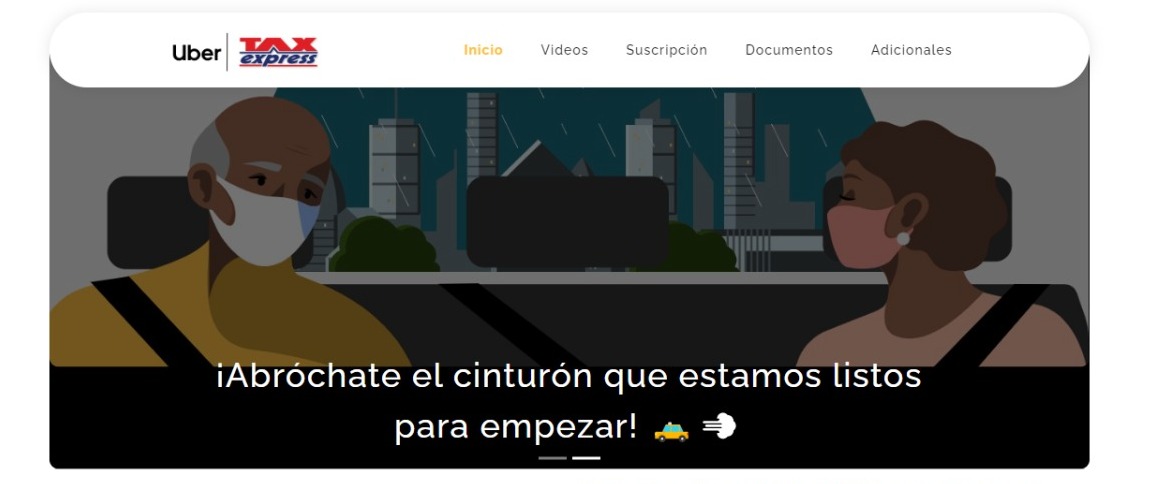 Uber
TAX
express
Inicio
Videos
Suscripción
Documentos
Adicionales
¡Abróchate el cinturón que estamos listos
para empezar! 🚕 💨